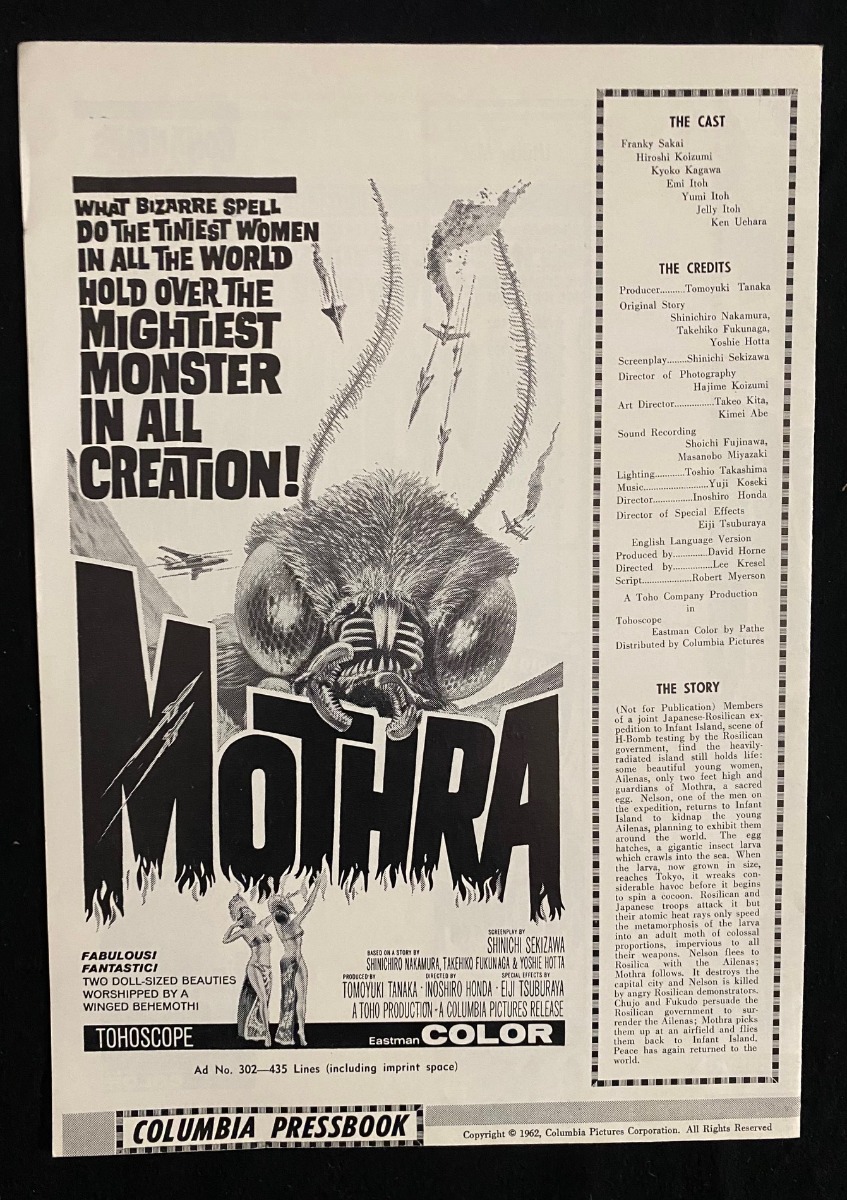 WHAT BIZARRE SPELL
DO THE TINIEST WOMEN
IN ALL THE WORLD
HOLD OVER THE
MIGHTIEST
MONSTER
IN ALL
CREATION!
MOTHRA
FABULOUS!
FANTASTIC!
TWO DOLL-SIZED BEAUTIES
WORSHIPPED BY A
WINGED BEHEMOTH!
SCREENPLAY BY
SHINICHI SEKIZAWA
BASED ON A STORY BY
SHINICHIRO NAKAMURA, TAKEHIKO FUKUNAGA & YOSHIE HOTTA
PRODUCED BY DIRECTED BY SPECIAL EFFECTS BY
TOMOYUKI TANAKA · INOSHIRO HONDA · EIJI TSUBURAYA
A TOHO PRODUCTION · A COLUMBIA PICTURES RELEASE
TOHOSCOPE
Eastman COLOR
Ad No. 302—435 Lines (including imprint space)
THE CAST
Franky Sakai
Hiroshi Koizumi
Kyoko Kagawa
Emi Itoh
Yumi Itoh
Jelly Itoh
Ken Uehara
THE CREDITS
Producer..........Tomoyuki Tanaka
Original Story
Shinichiro Nakamura,
Takehiko Fukunaga,
Yoshie Hotta
Screenplay........Shinichi Sekizawa
Director of Photography
Hajime Koizumi
Art Director................Takeo Kita,
Kimei Abe
Sound Recording
Shoichi Fujinawa,
Masanobo Miyazaki
Lighting............Toshio Takashima
Music.........................Yuji Koseki
Director.................Inoshiro Honda
Director of Special Effects
Eiji Tsuburaya
English Language Version
Produced by..............David Horne
Directed by...............Lee Kresel
Script.....................Robert Myerson
A Toho Company Production
in
Tohoscope
Eastman Color by Pathe
Distributed by Columbia Pictures
THE STORY
(Not for Publication) Members
of a joint Japanese-Rosilican ex-
pedition to Infant Island, scene of
H-Bomb testing by the Rosilican
government, find the heavily-
radiated island still holds life:
some beautiful young women,
Ailenas, only two feet high and
guardians of Mothra, a sacred
egg. Nelson, one of the men on
the expedition, returns to Infant
Island to kidnap the young
Ailenas, planning to exhibit them
around the world. The egg
hatches, a gigantic insect larva
which crawls into the sea. When
the larva, now grown in size,
reaches Tokyo, it wreaks con-
siderable havoc before it begins
to spin a cocoon. Rosilican and
Japanese troops attack it but
their atomic heat rays only speed
the metamorphosis of the larva
into an adult moth of colossal
proportions, impervious to all
their weapons. Nelson flees to
Rosilica with the Ailenas;
Mothra follows. It destroys the
capital city and Nelson is killed
by angry Rosilican demonstrators.
Chujo and Fukudo persuade the
Rosilican government to sur-
render the Ailenas; Mothra picks
them up at an airfield and flies
them back to Infant Island.
Peace has again returned to the
world.
COLUMBIA PRESSBOOK
Copyright © 1962, Columbia Pictures Corporation. All Rights Reserved